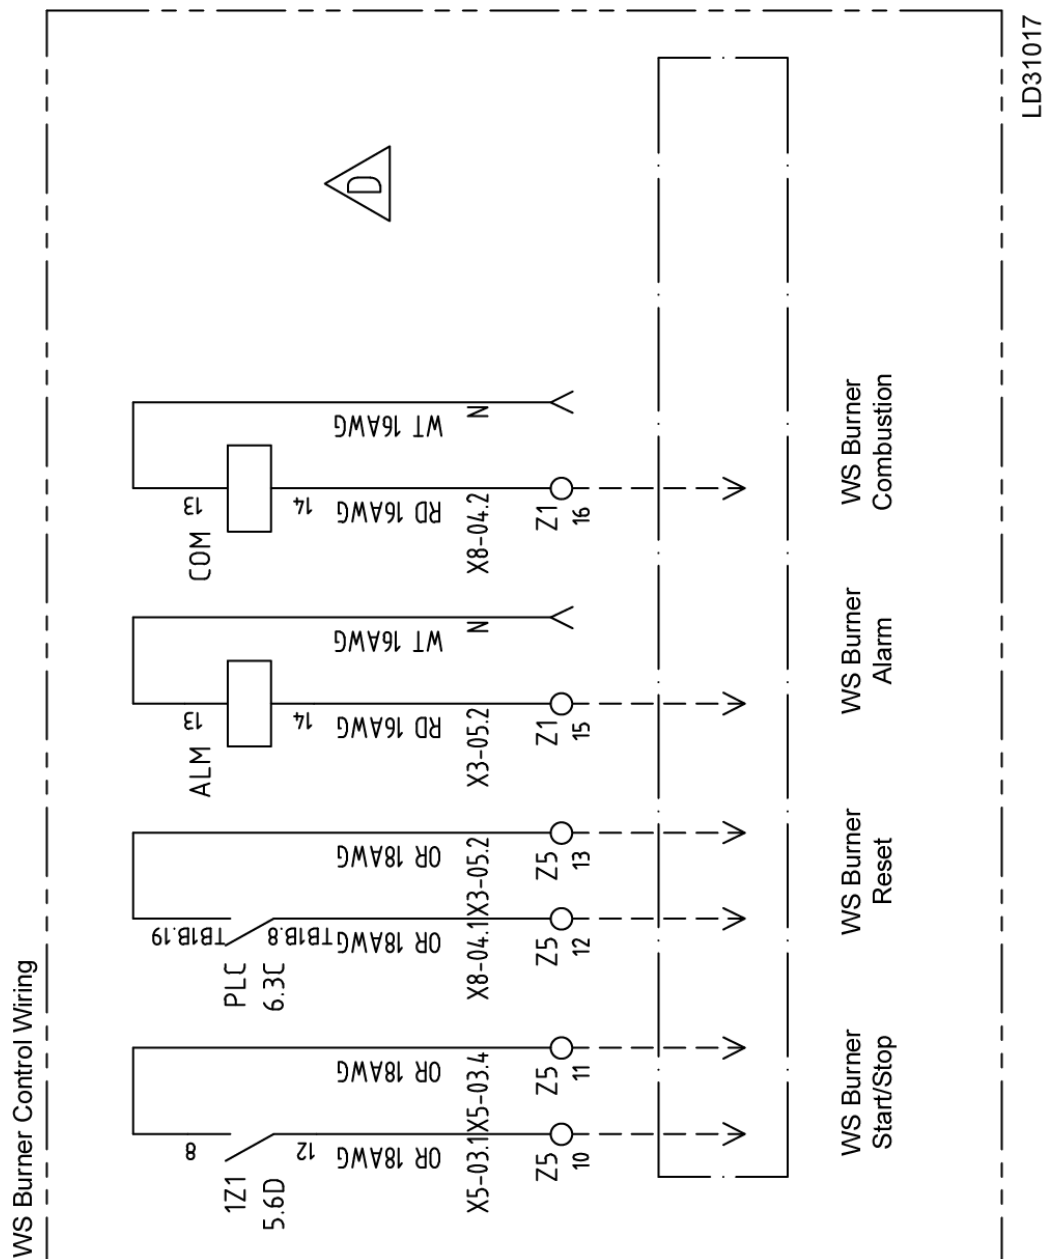 WS Burner Control Wiring
1Z1
5.6D
8
12
OR 18AWG
X5-03.1
Z5
10
OR 18AWG
X5-03.4
Z5
11
WS Burner
Start/Stop
PLC
6.3C
TB1B.19
TB1B.8
OR 18AWG
X8-04.1
Z5
12
OR 18AWG
X3-05.2
Z5
13
WS Burner
Reset
ALM
13
14
RD 16AWG
X3-05.2
Z1
15
WT 16AWG
N
WS Burner
Alarm
COM
13
14
RD 16AWG
X8-04.2
Z1
16
WT 16AWG
N
WS Burner
Combustion
D
LD31017